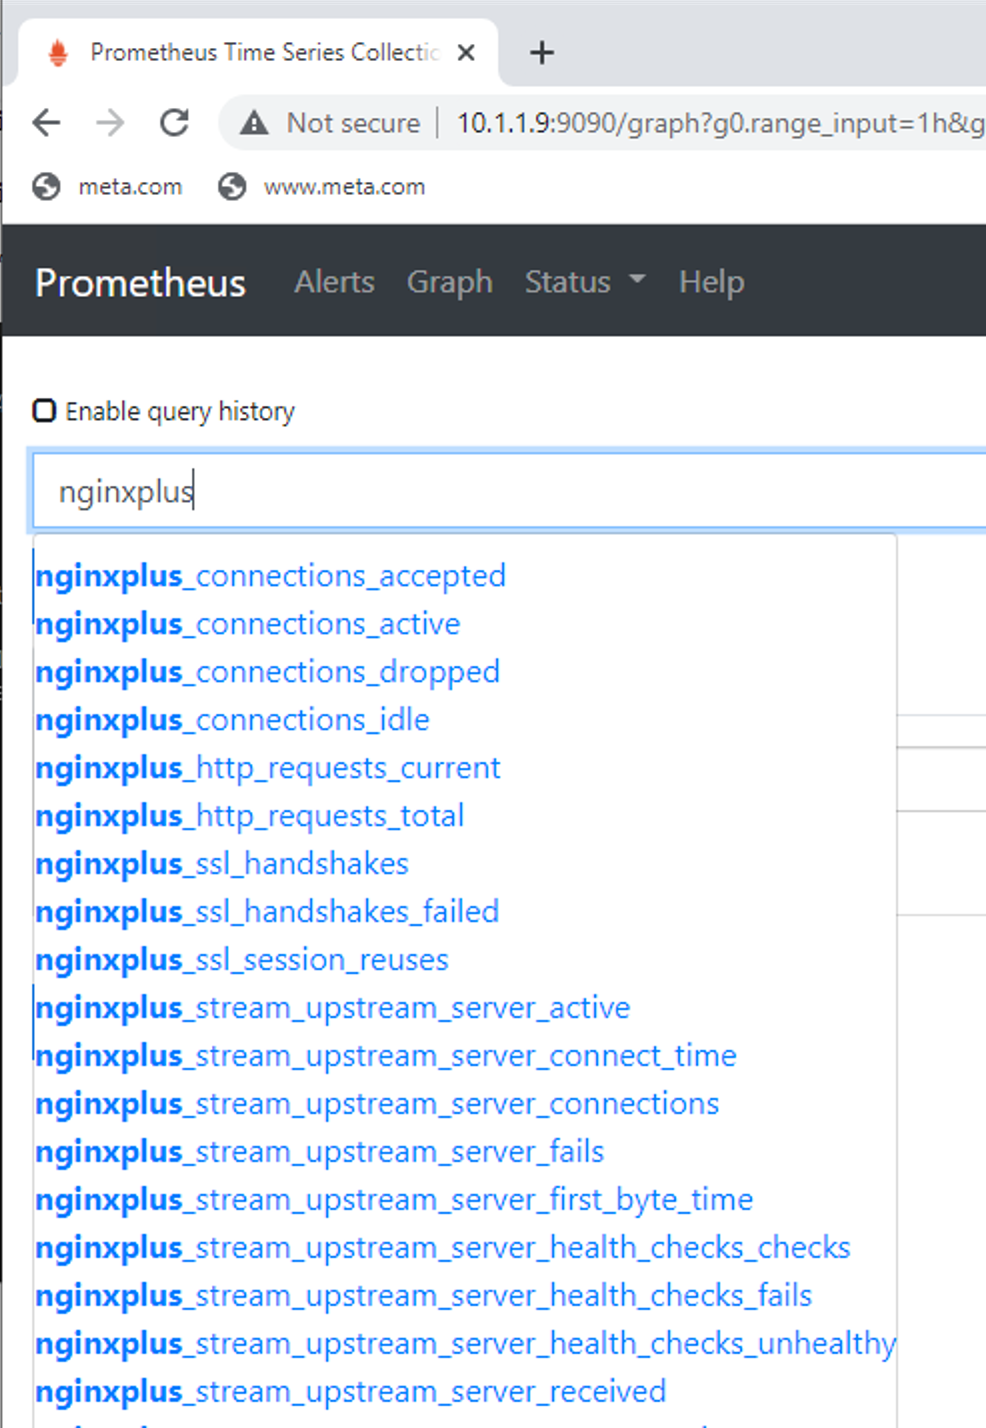 Prometheus Time Series Collectic
Not secure 10.1.1.9:9090/graph?g0.range_input=1h&g
meta.com www.meta.com
Prometheus Alerts Graph Status Help
Enable query history
nginxplus
nginxplus_connections_accepted
nginxplus_connections_active
nginxplus_connections_dropped
nginxplus_connections_idle
nginxplus_http_requests_current
nginxplus_http_requests_total
nginxplus_ssl_handshakes
nginxplus_ssl_handshakes_failed
nginxplus_ssl_session_reuses
nginxplus_stream_upstream_server_active
nginxplus_stream_upstream_server_connect_time
nginxplus_stream_upstream_server_connections
nginxplus_stream_upstream_server_fails
nginxplus_stream_upstream_server_first_byte_time
nginxplus_stream_upstream_server_health_checks_checks
nginxplus_stream_upstream_server_health_checks_fails
nginxplus_stream_upstream_server_health_checks_unhealthy
nginxplus_stream_upstream_server_received